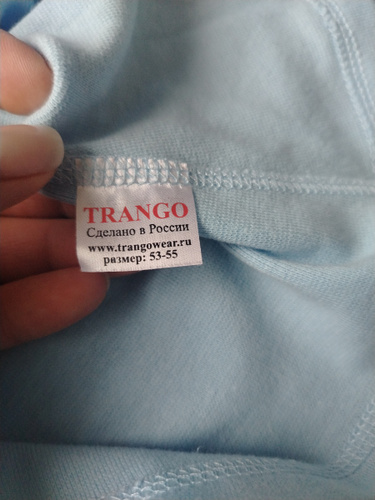 TRANGO
Сделано в России
www.trangowear.ru
размер: 53-55